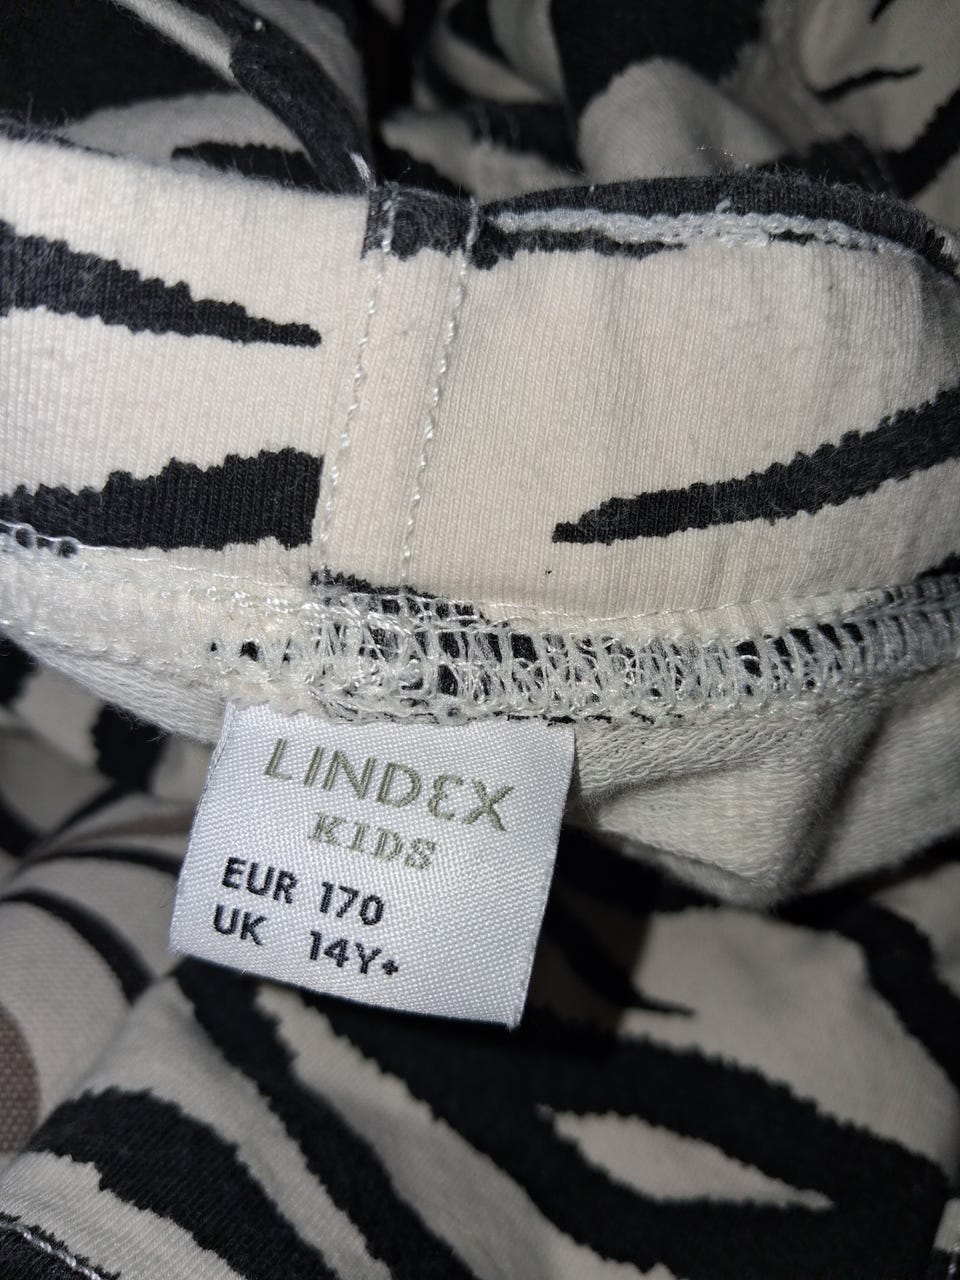 LINDEX
KIDS
EUR 170
UK 14Y+